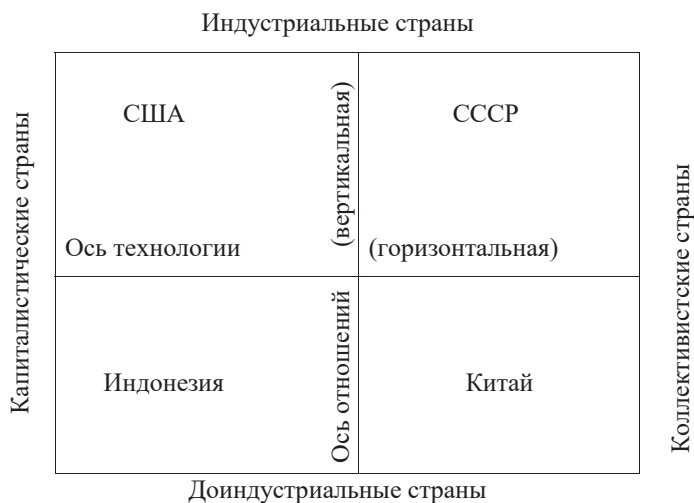 Индустриальные страны
Капиталистические страны
США
(вертикальная)
СССР
Коллективистские страны
Ось технологии
(горизонтальная)
Индонезия
Ось отношений
Китай
Доиндустриальные страны